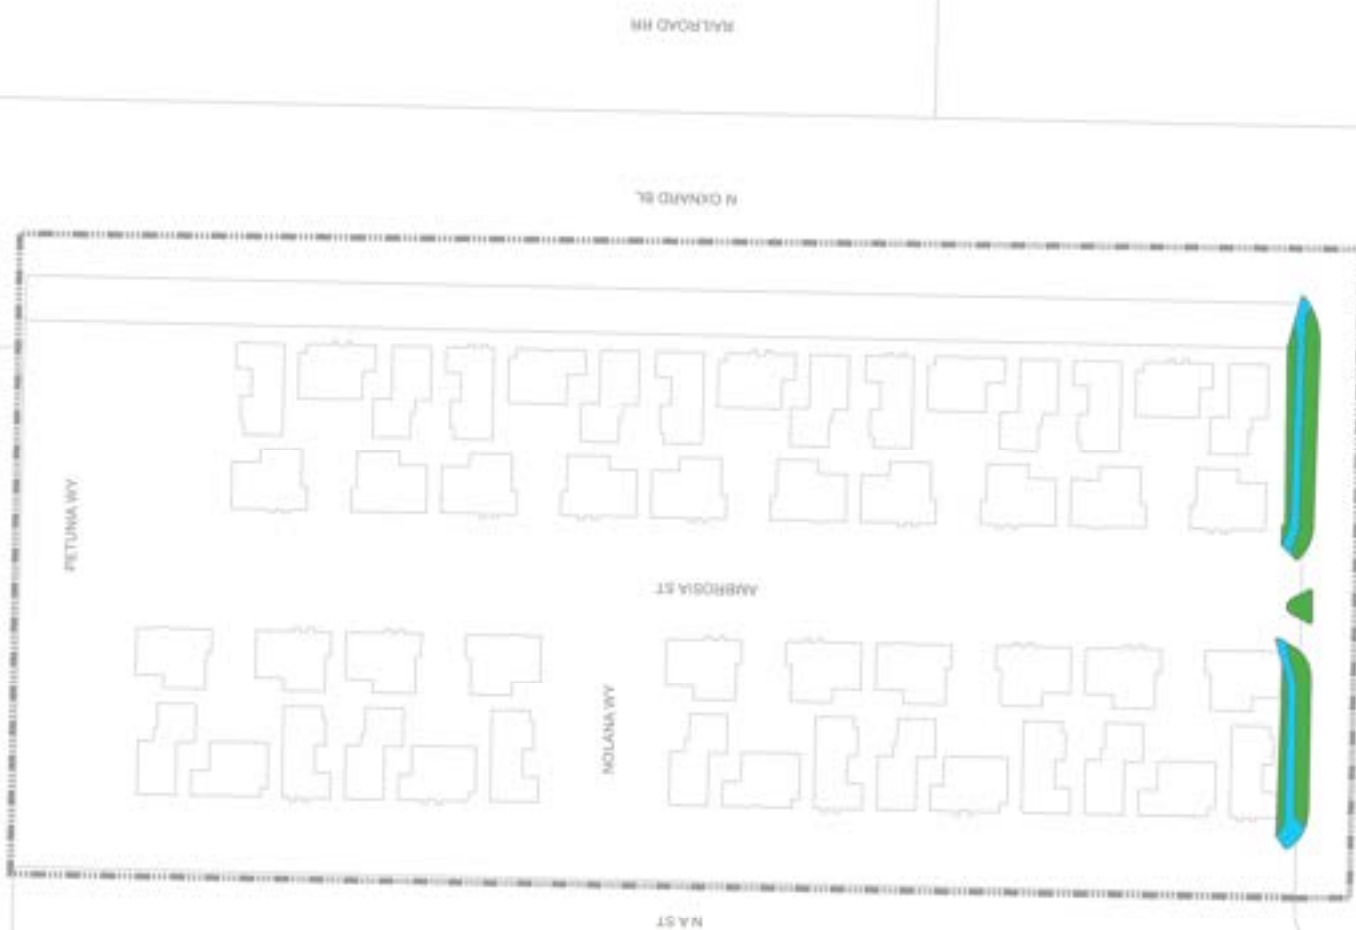 RAILROAD RR
N OXNARD BL
PETUNIA WY
AMBROSIA ST
NOLANA WY
N A ST